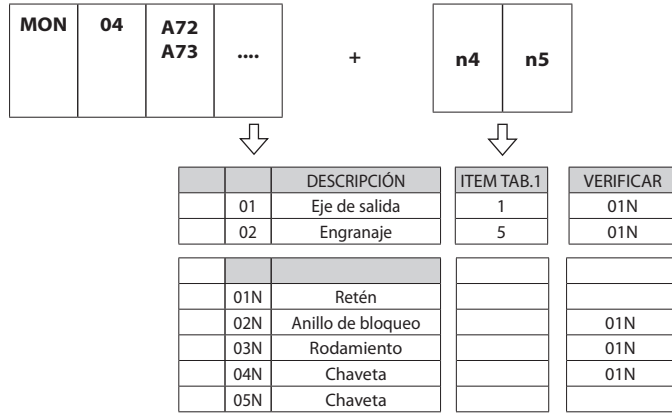 MON 04 A72 .... + n4 n5
A73
DESCRIPCIÓN ITEM TAB.1 VERIFICAR
01 Eje de salida 1 01N
02 Engranaje 5 01N
01N Retén
02N Anillo de bloqueo 01N
03N Rodamiento 01N
04N Chaveta 01N
05N Chaveta